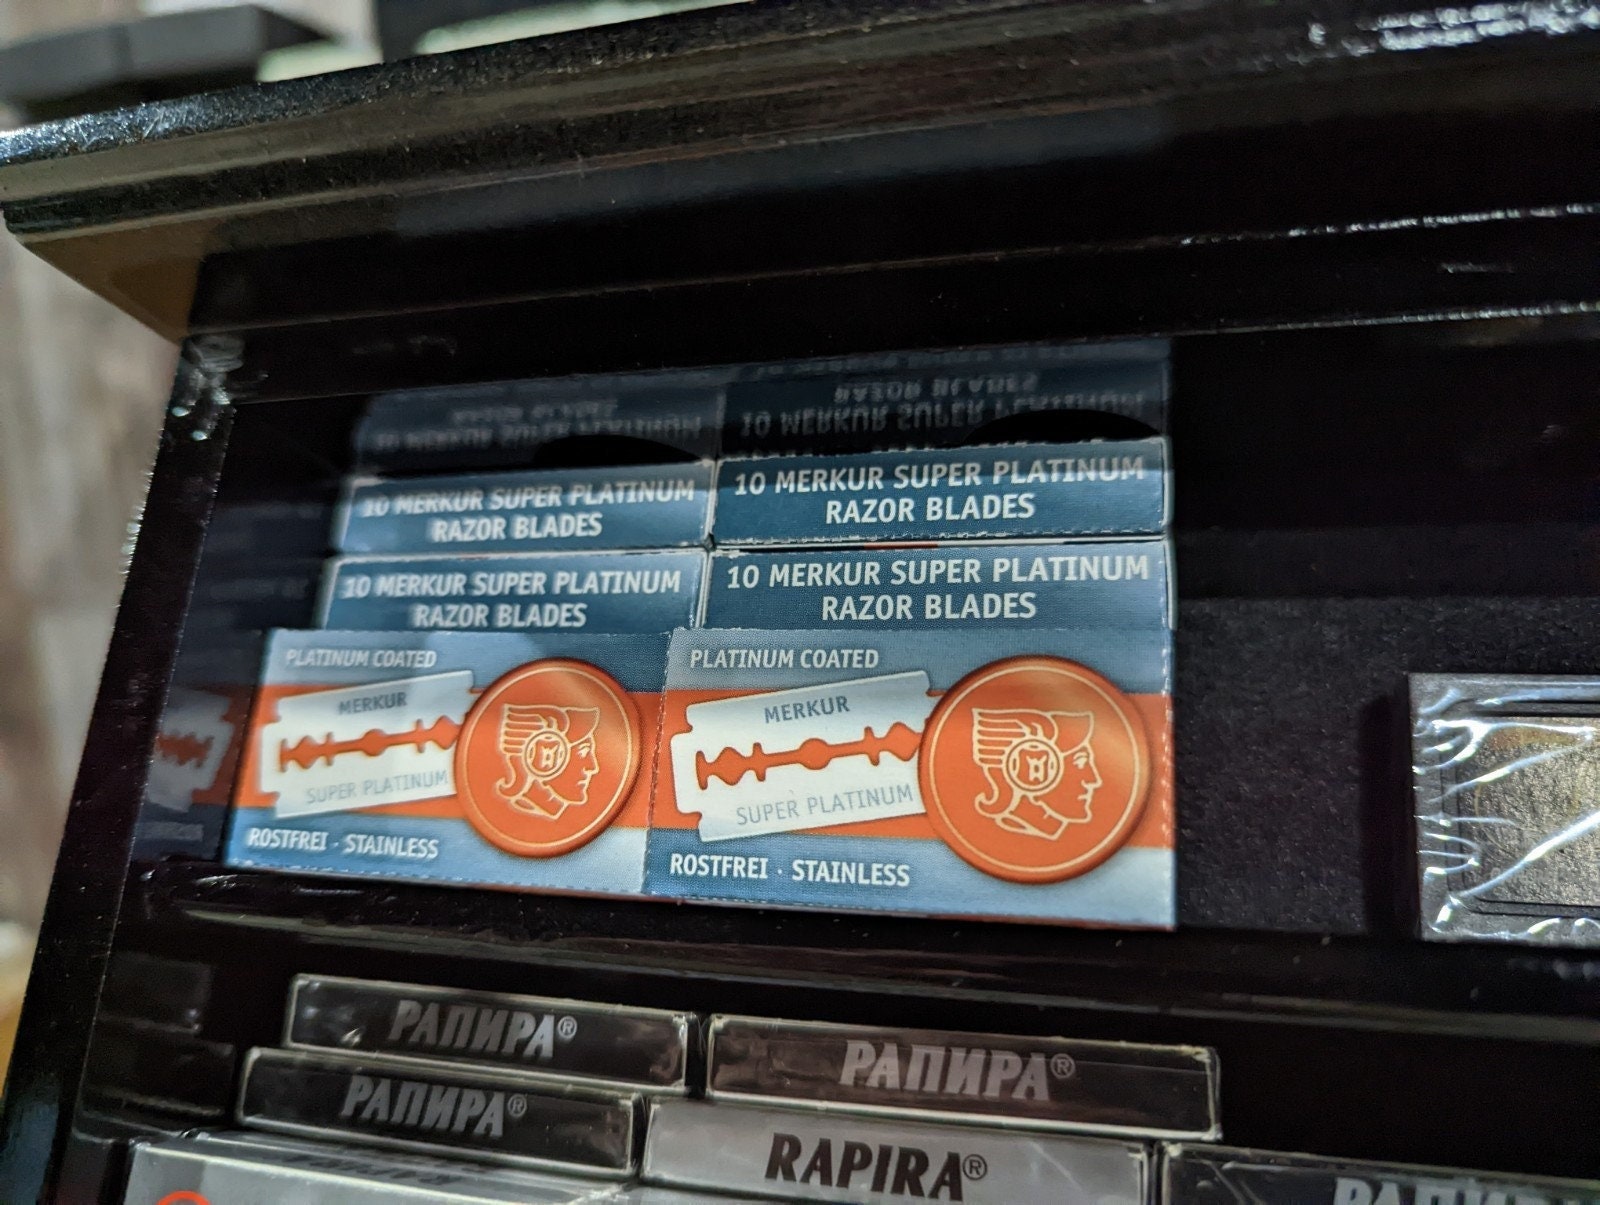 10 MERKUR SUPER PLATINUM
RAZOR BLADES
10 MERKUR SUPER PLATINUM
RAZOR BLADES
10 MERKUR SUPER PLATINUM
RAZOR BLADES
10 MERKUR SUPER PLATINUM
RAZOR BLADES
PLATINUM COATED
MERKUR
SUPER PLATINUM
ROSTFREI · STAINLESS
PLATINUM COATED
MERKUR
SUPER PLATINUM
ROSTFREI · STAINLESS
РАПИРА®
РАПИРА®
РАПИРА®
RAPIRA®